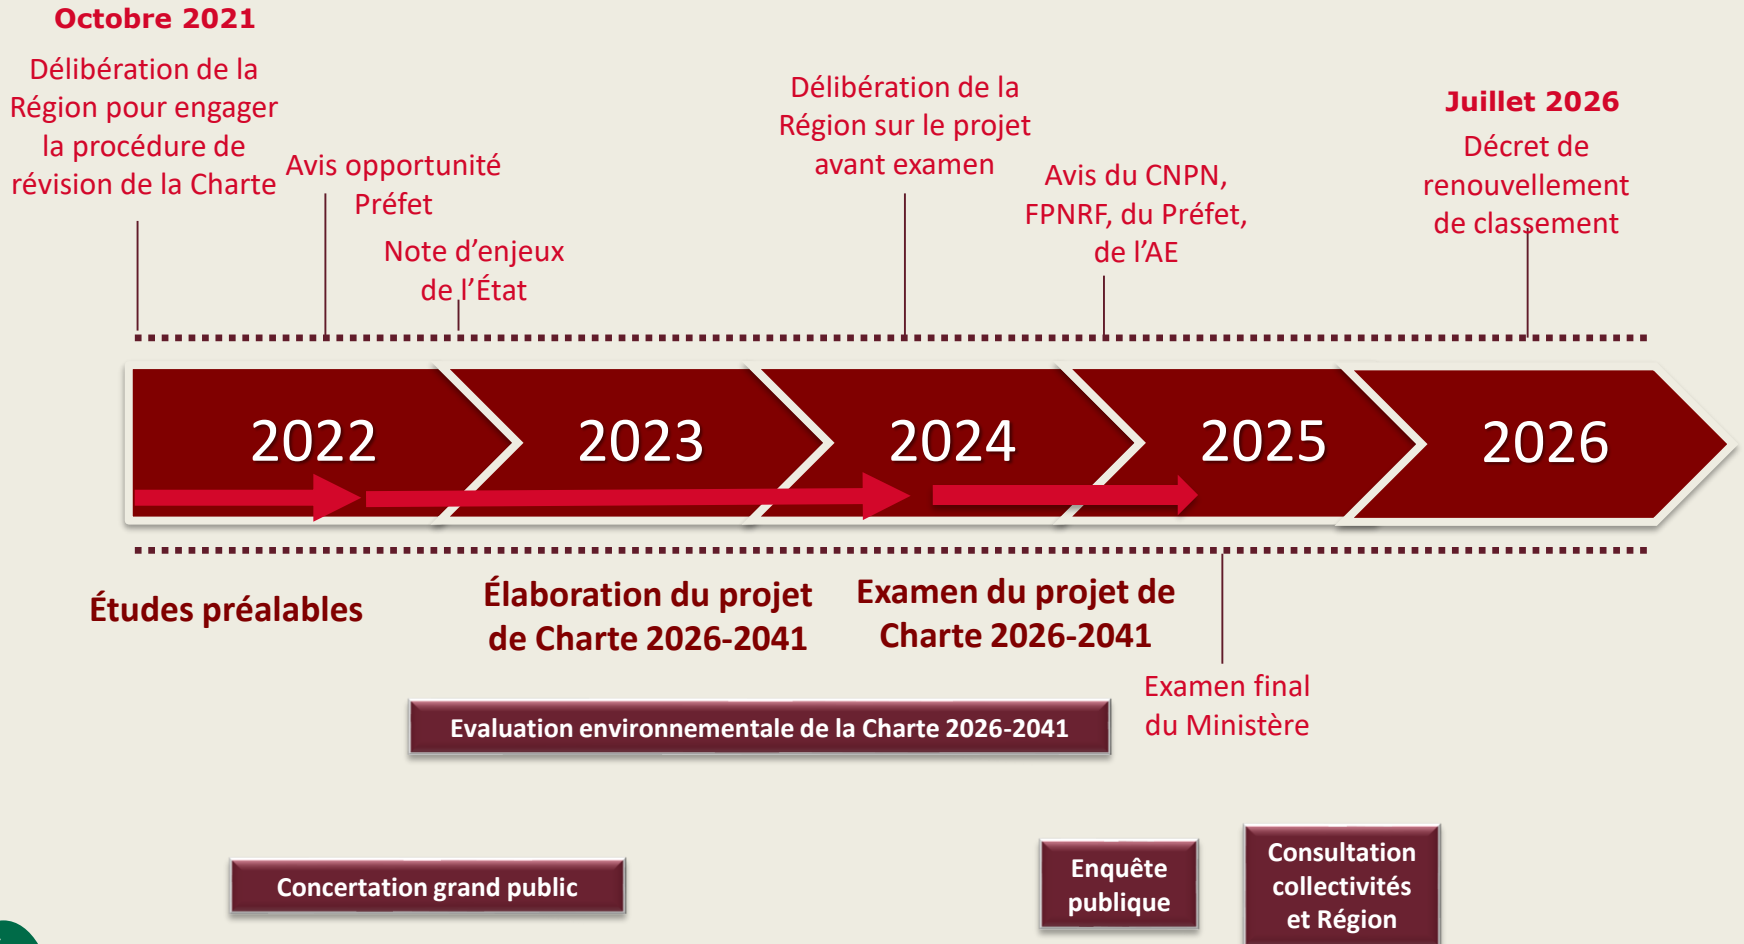 Octobre 2021
Délibération de la
Région pour engager
la procédure de
révision de la Charte
Avis opportunité
Préfet
Note d'enjeux
de l'État
Délibération de la
Région sur le projet
avant examen
Avis du CNPN,
FPNRF, du Préfet,
de l'AE
Juillet 2026
Décret de
renouvellement
de classement
2022
2023
2024
2025
2026
Études préalables
Élaboration du projet
de Charte 2026-2041
Examen du projet de
Charte 2026-2041
Examen final
du Ministère
Evaluation environnementale de la Charte 2026-2041
Concertation grand public
Enquête
publique
Consultation
collectivités
et Région